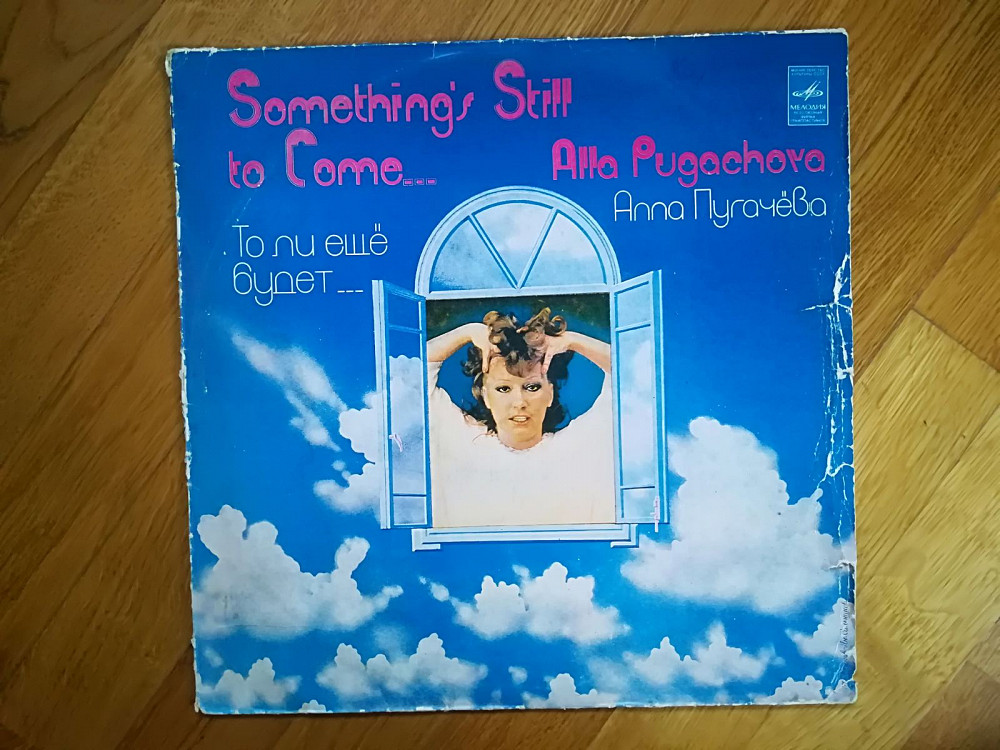 Something's Still
to Come...
Alla Pugachova
Алла Пугачёва
То ли ещё
будет...
МЕЛОДИЯ